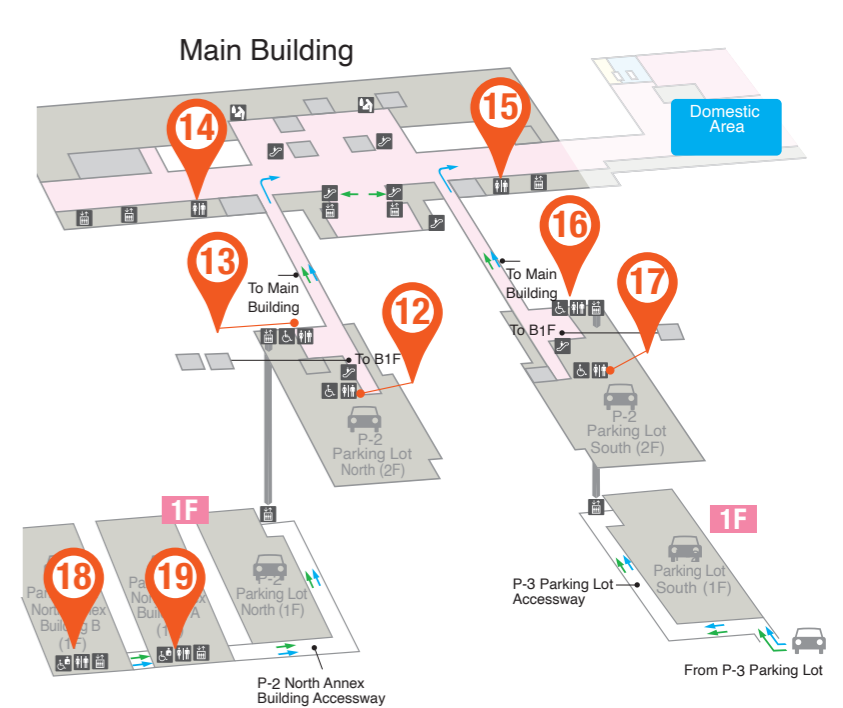 Main Building
15
14
Domestic
Area
16
13
17
To Main
Building
To Main
Building
12
To B1F
To B1F
P-2
Parking Lot
South (2F)
P-2
Parking Lot
North (2F)
1F
1F
18
19
P-2
Parking Lot
North (1F)
Parking Lot
South (1F)
Building B
(1F)
P-3 Parking Lot
Accessway
From P-3 Parking Lot
P-2 North Annex
Building Accessway